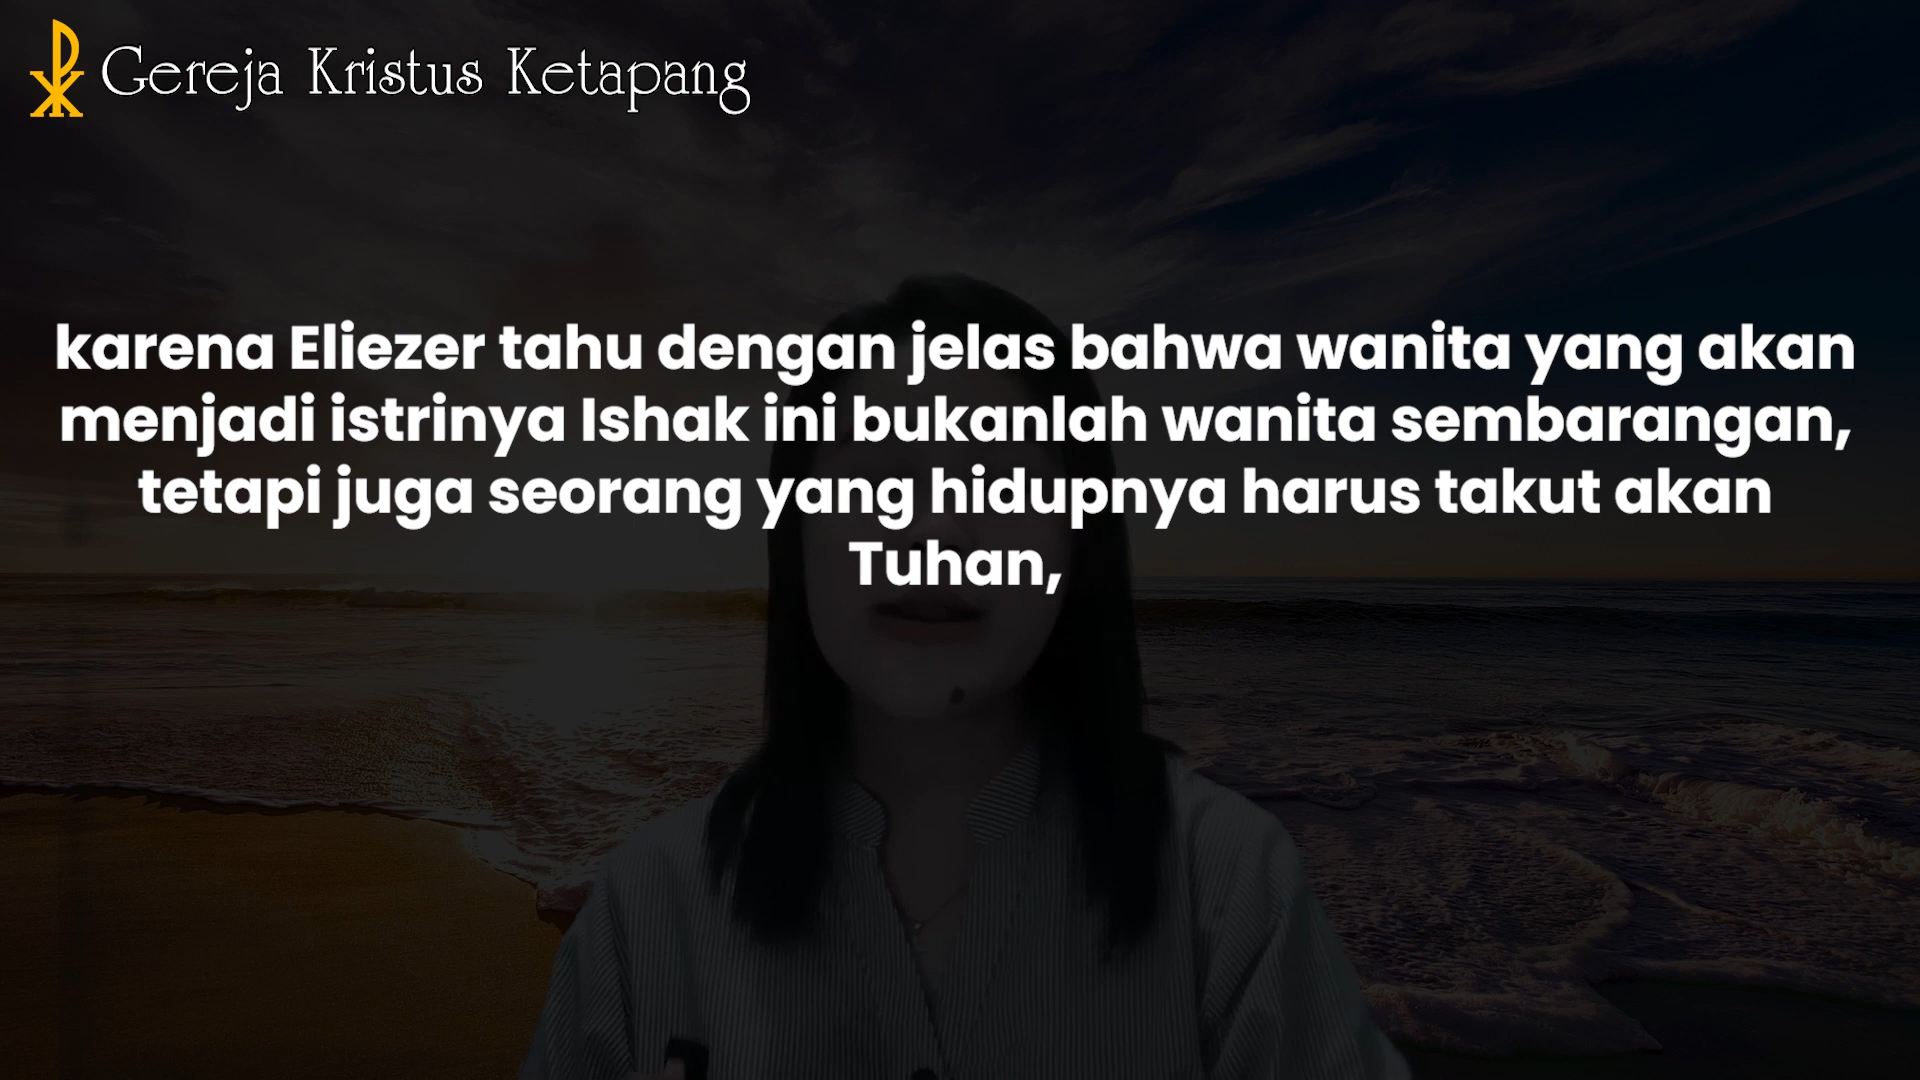 Gereja Kristus Ketapang
karena Eliezer tahu dengan jelas bahwa wanita yang akan
menjadi istrinya Ishak ini bukanlah wanita sembarangan,
tetapi juga seorang yang hidupnya harus takut akan
Tuhan,